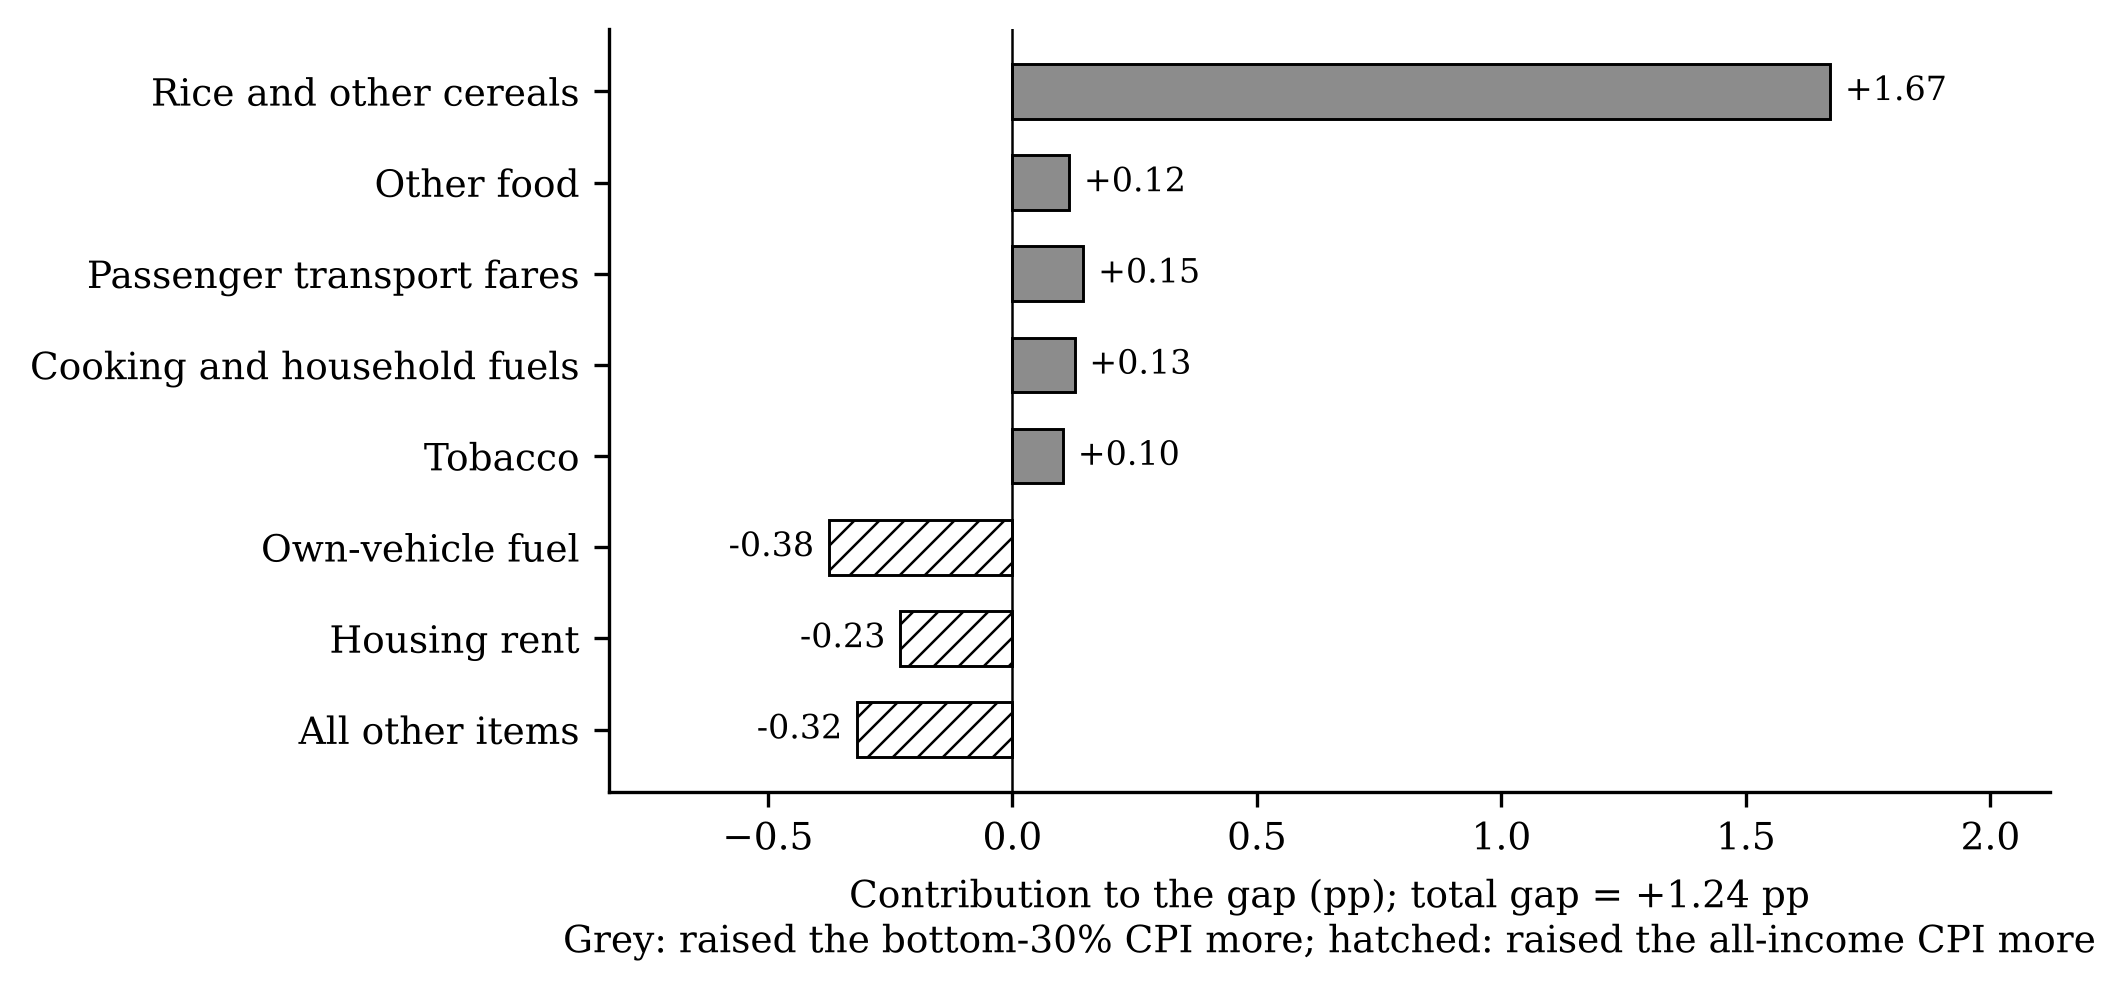 Rice and other cereals
+1.67
Other food
+0.12
Passenger transport fares
+0.15
Cooking and household fuels
+0.13
Tobacco
+0.10
Own-vehicle fuel
-0.38
Housing rent
-0.23
All other items
-0.32
−0.5 0.0 0.5 1.0 1.5 2.0
Contribution to the gap (pp); total gap = +1.24 pp
Grey: raised the bottom-30% CPI more; hatched: raised the all-income CPI more